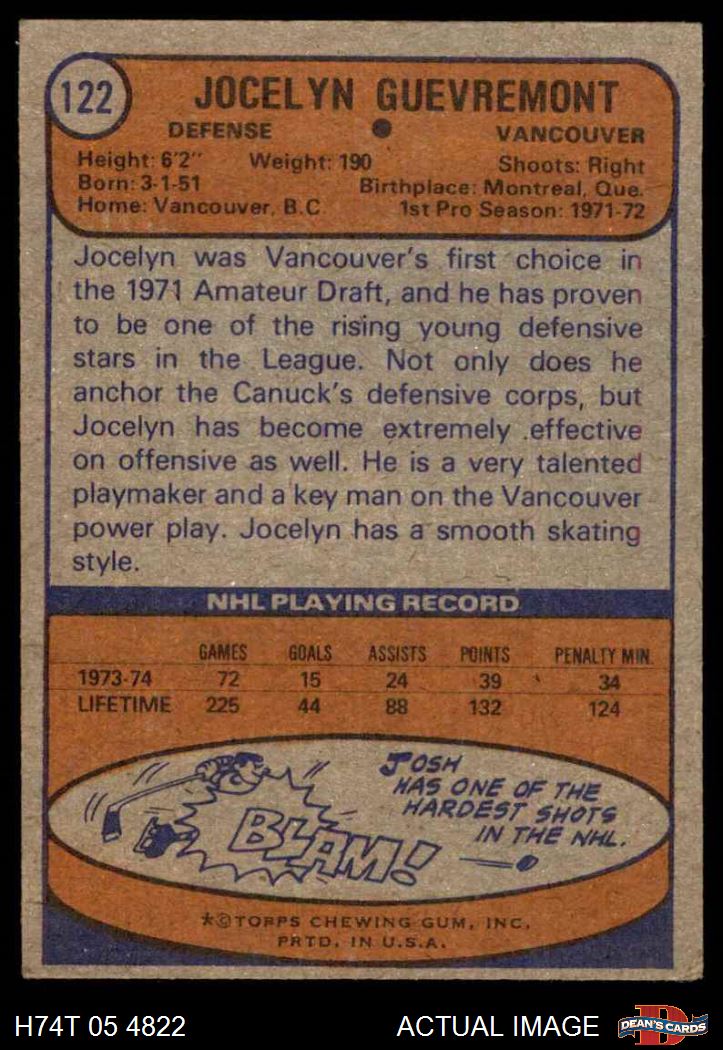 122
JOCELYN GUEVREMONT
DEFENSE ● VANCOUVER
Height: 6'2" Weight: 190 Shoots: Right
Born: 3-1-51 Birthplace: Montreal, Que.
Home: Vancouver, B.C. 1st Pro Season: 1971-72
Jocelyn was Vancouver's first choice in
the 1971 Amateur Draft, and he has proven
to be one of the rising young defensive
stars in the League. Not only does he
anchor the Canuck's defensive corps, but
Jocelyn has become extremely effective
on offensive as well. He is a very talented
playmaker and a key man on the Vancouver
power play. Jocelyn has a smooth skating
style.
NHL PLAYING RECORD
GAMES GOALS ASSISTS POINTS PENALTY MIN.
1973-74 72 15 24 39 34
LIFETIME 225 44 88 132 124
JOSH
HAS ONE OF THE
HARDEST SHOTS
IN THE NHL.
BLAM!
*©TOPPS CHEWING GUM, INC.
PRTD. IN U.S.A.
H74T 05 4822 ACTUAL IMAGE
D
DEAN'S CARDS